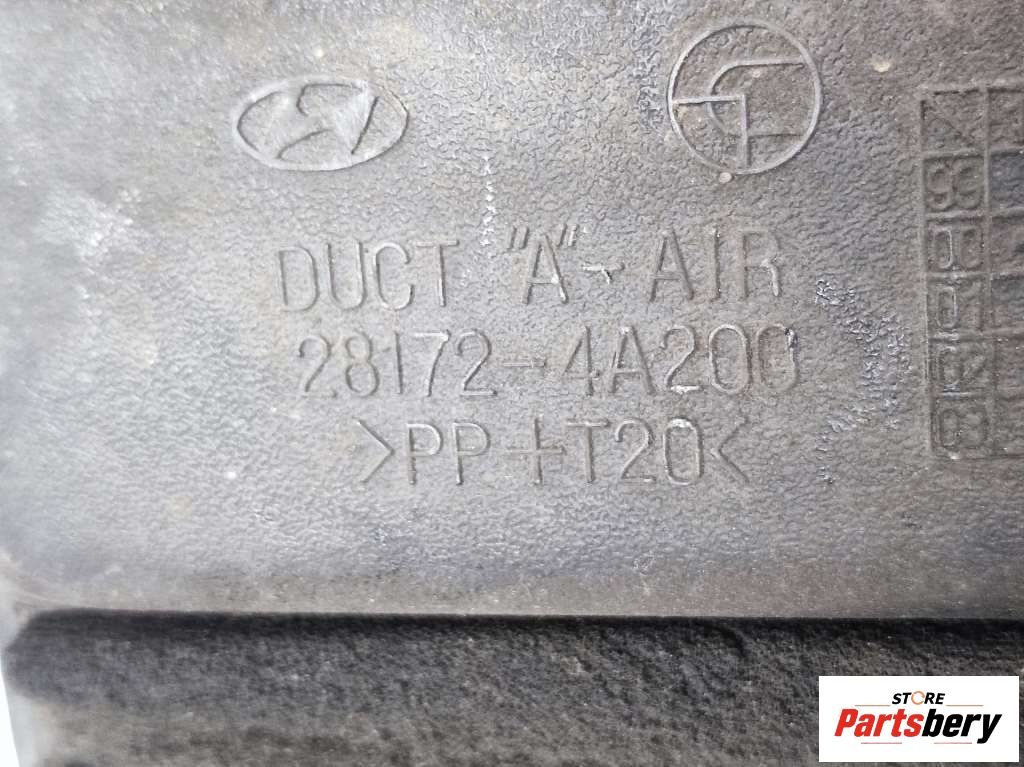 DUCT "A"-AIR
28172-4A200
>PP+T20<
99
00
01
02
03
STORE
Partsbery